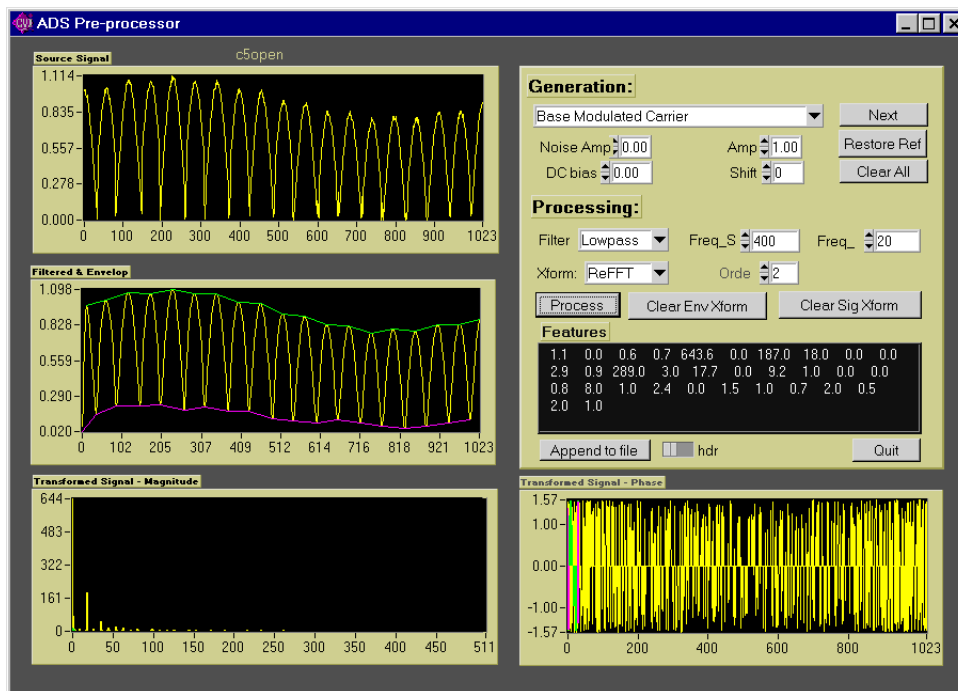 CVI ADS Pre-processor
Source Signal c5open
1.114
0.835
0.557
0.278
0.000
0 100 200 300 400 500 600 700 800 900 1023
Filtered & Envelop
1.098
0.828
0.559
0.289
0.020
0 102 205 307 409 512 614 716 818 921 1023
Transformed Signal - Magnitude
644
483
322
161
0
0 50 100 150 200 250 300 350 400 450 511
Generation:
Base Modulated Carrier Next
Noise Amp 0.00 Amp 1.00 Restore Ref
DC bias 0.00 Shift 0 Clear All
Processing:
Filter Lowpass Freq_S 400 Freq_ 20
Xform: ReFFT Orde 2
Process Clear Env Xform Clear Sig Xform
Features
1.1 0.0 0.6 0.7 643.6 0.0 187.0 18.0 0.0 0.0
2.9 0.9 289.0 3.0 17.7 0.0 9.2 1.0 0.0 0.0
0.8 8.0 1.0 2.4 0.0 1.5 1.0 0.7 2.0 0.5
2.0 1.0
Append to file hdr Quit
Transformed Signal - Phase
1.57
1.00
0.00
-1.00
-1.57
0 200 400 600 800 1023